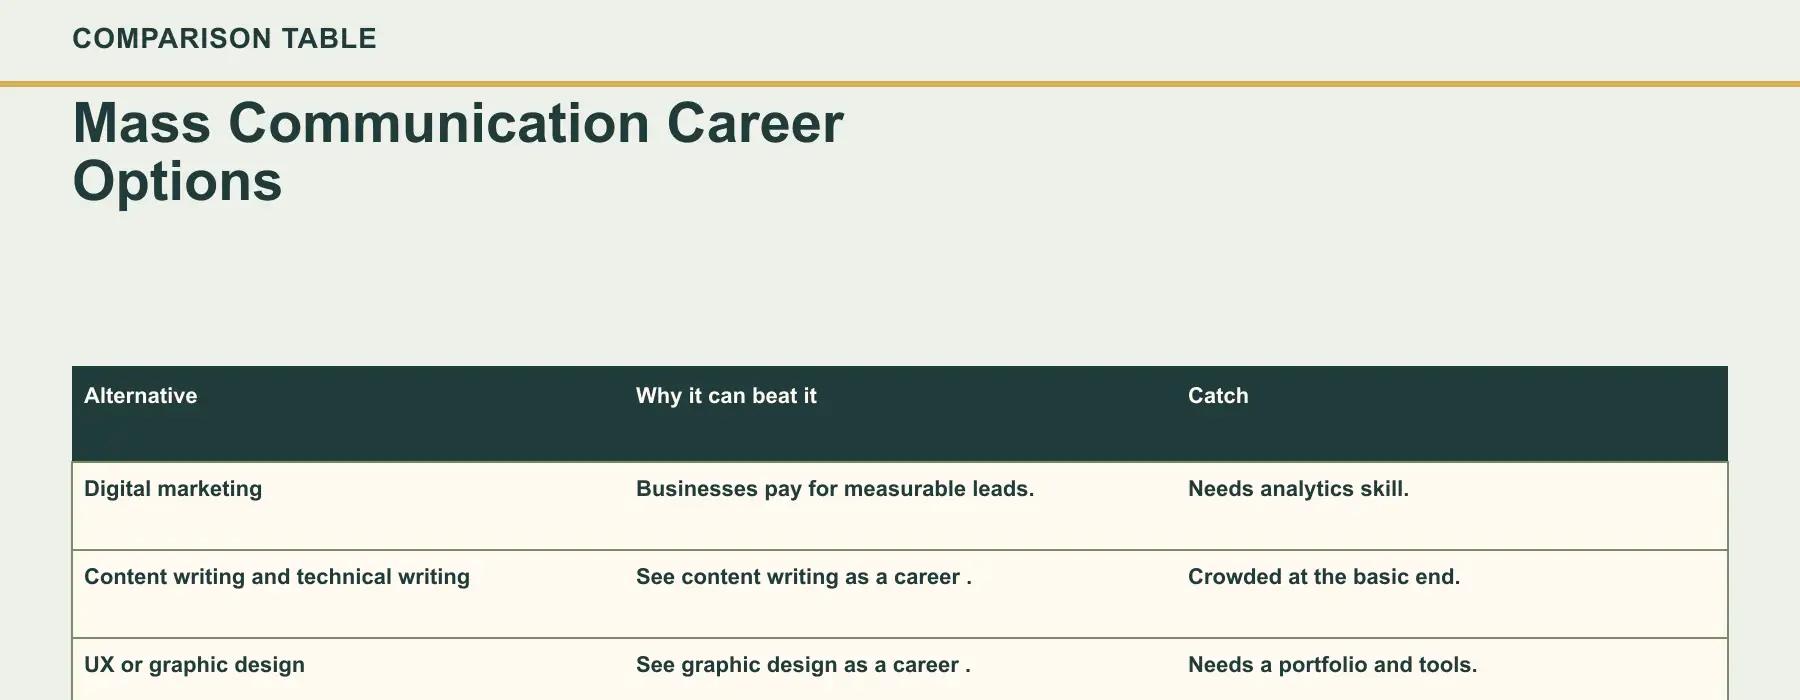 COMPARISON TABLE
Mass Communication Career
Options
Alternative Why it can beat it Catch
Digital marketing Businesses pay for measurable leads. Needs analytics skill.
Content writing and technical writing See content writing as a career . Crowded at the basic end.
UX or graphic design See graphic design as a career . Needs a portfolio and tools.